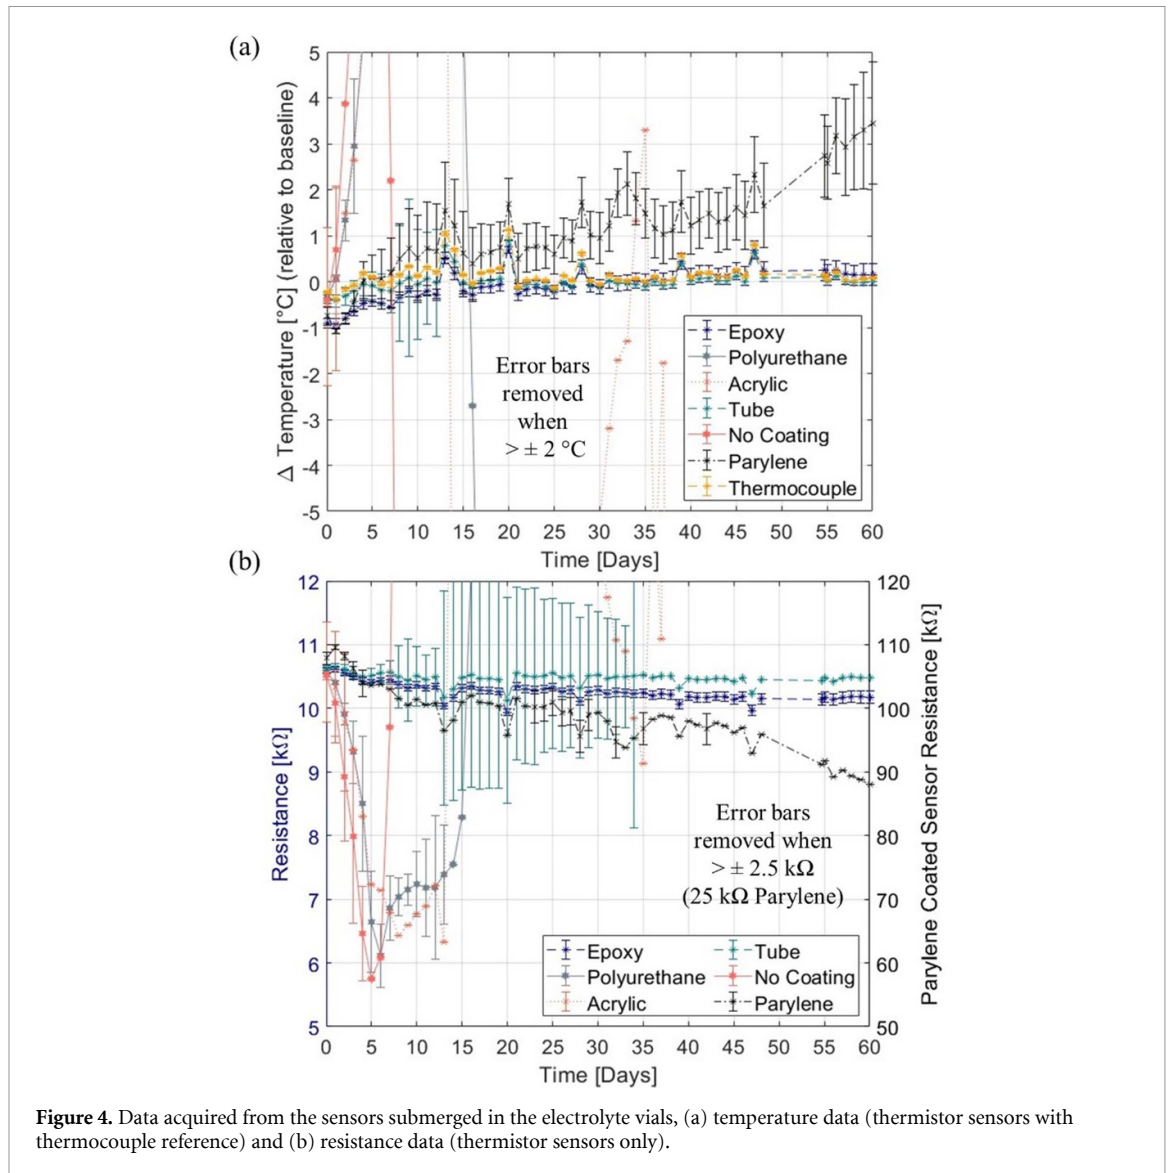 (a)
5
4
3
2
1
0
-1
-2
-3
-4
-5
Δ Temperature [°C] (relative to baseline)
Error bars
removed
when
> ± 2 °C
Epoxy
Polyurethane
Acrylic
Tube
No Coating
Parylene
Thermocouple
0 5 10 15 20 25 30 35 40 45 50 55 60
Time [Days]
(b)
12
11
10
9
8
7
6
5
Resistance [kΩ]
120
110
100
90
80
70
60
50
Parylene Coated Sensor Resistance [kΩ]
Error bars
removed when
> ± 2.5 kΩ
(25 kΩ Parylene)
Epoxy Tube
Polyurethane No Coating
Acrylic Parylene
0 5 10 15 20 25 30 35 40 45 50 55 60
Time [Days]
Figure 4. Data acquired from the sensors submerged in the electrolyte vials, (a) temperature data (thermistor sensors with
thermocouple reference) and (b) resistance data (thermistor sensors only).